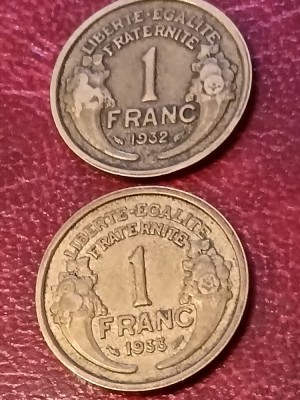 LIBERTE-EGALITE
FRATERNITE
1
FRANC
1932
LIBERTE-EGALITE
FRATERNITE
1
FRANC
1933